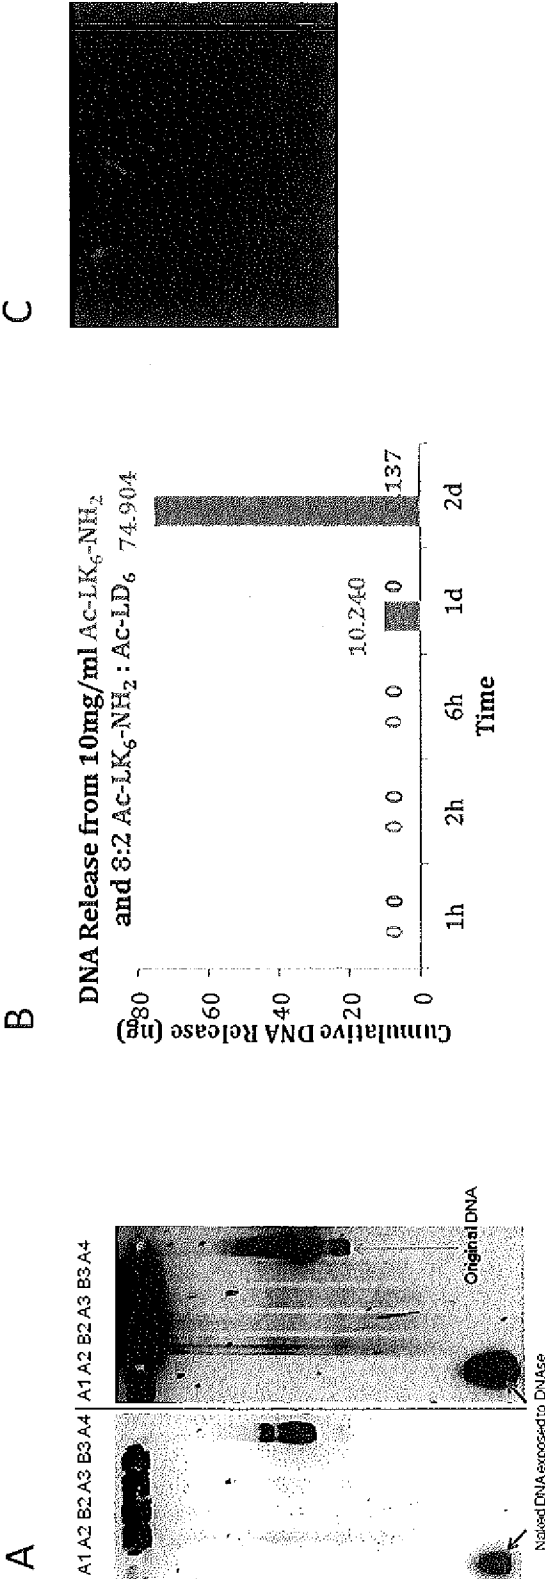 A
A1 A2 B2 A3 B3 A4
A1 A2 B2 A3 B3 A4
Original DNA
Naked DNA exposed to DNAse
B
DNA Release from 10mg/ml Ac-LK₆-NH₂
and 8:2 Ac-LK₆-NH₂ : Ac-LD₆
74.904
Cumulative DNA Release (ng)
80
60
40
20
0
0 0
0 0
0 0
10.240 0
.137
1h 2h 6h 1d 2d
Time
C